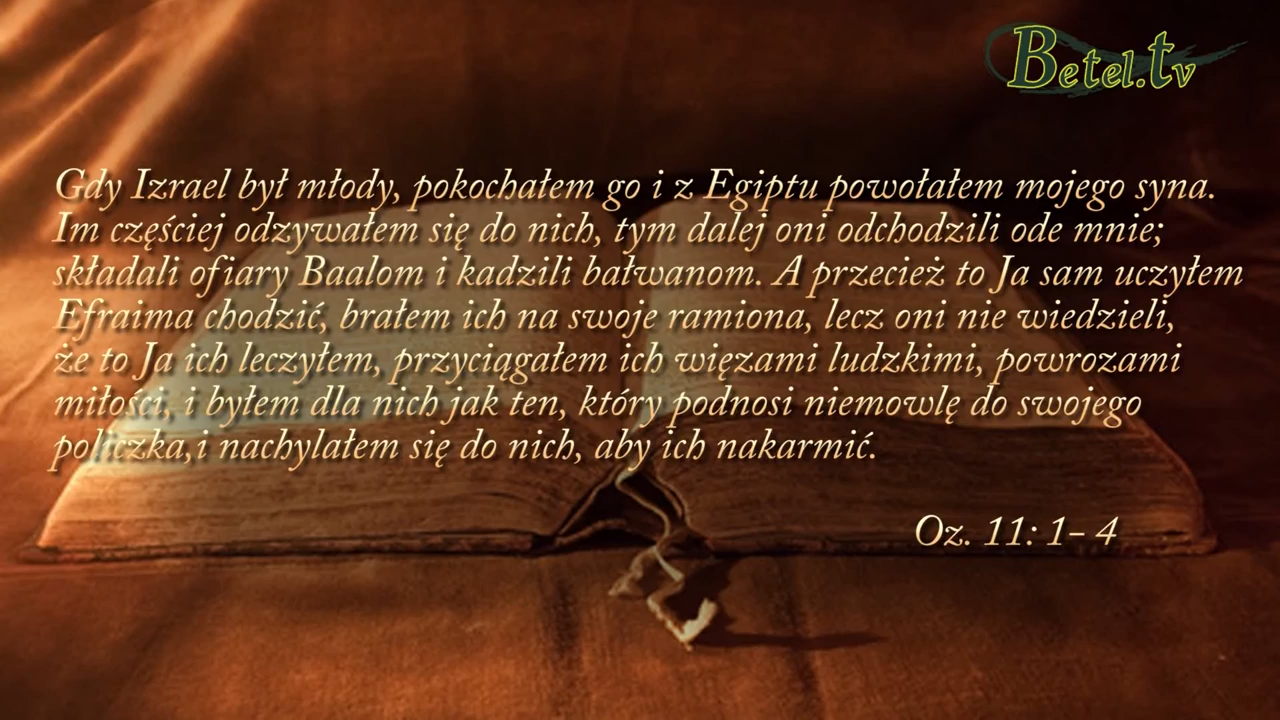 Betel.tv
Gdy Izrael był młody, pokochałem go i z Egiptu powołałem mojego syna.
Im częściej odzywałem się do nich, tym dalej oni odchodzili ode mnie;
składali ofiary Baalom i kadzili bałwanom. A przecież to Ja sam uczyłem
Efraima chodzić, brałem ich na swoje ramiona, lecz oni nie wiedzieli,
że to Ja ich leczyłem, przyciągałem ich więzami ludzkimi, powrozami
miłości, i byłem dla nich jak ten, który podnosi niemowlę do swojego
policzka,i nachylałem się do nich, aby ich nakarmić.
Oz. 11: 1- 4